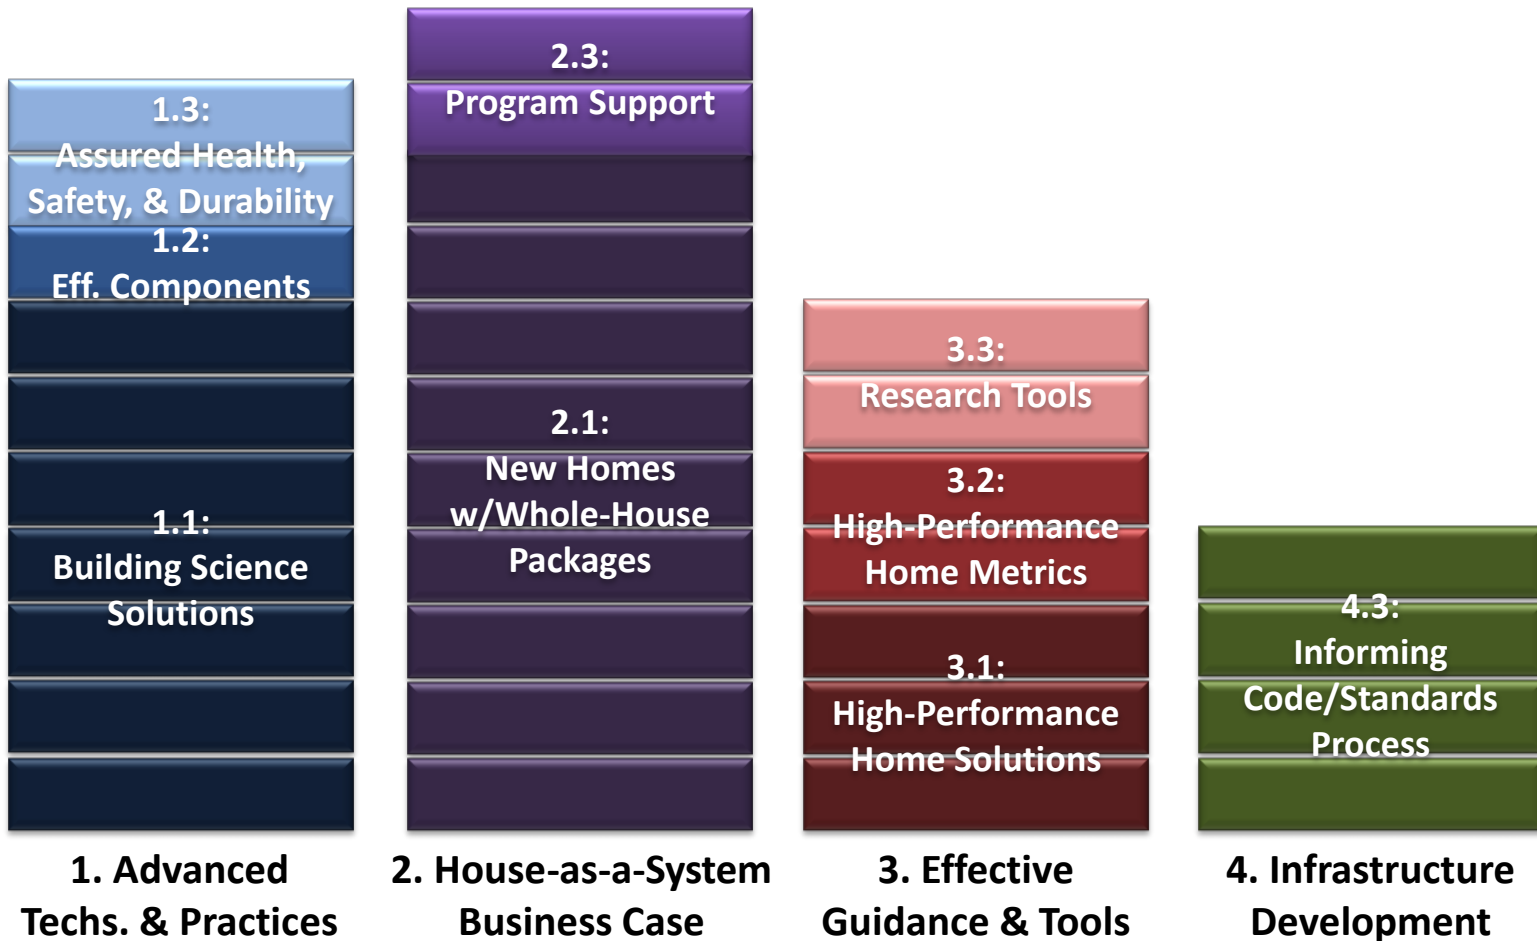 1.3:
Assured Health,
Safety, & Durability
1.2:
Eff. Components
1.1:
Building Science
Solutions
1. Advanced
Techs. & Practices
2.3:
Program Support
2.1:
New Homes
w/Whole-House
Packages
2. House-as-a-System
Business Case
3.3:
Research Tools
3.2:
High-Performance
Home Metrics
3.1:
High-Performance
Home Solutions
3. Effective
Guidance & Tools
4.3:
Informing
Code/Standards
Process
4. Infrastructure
Development